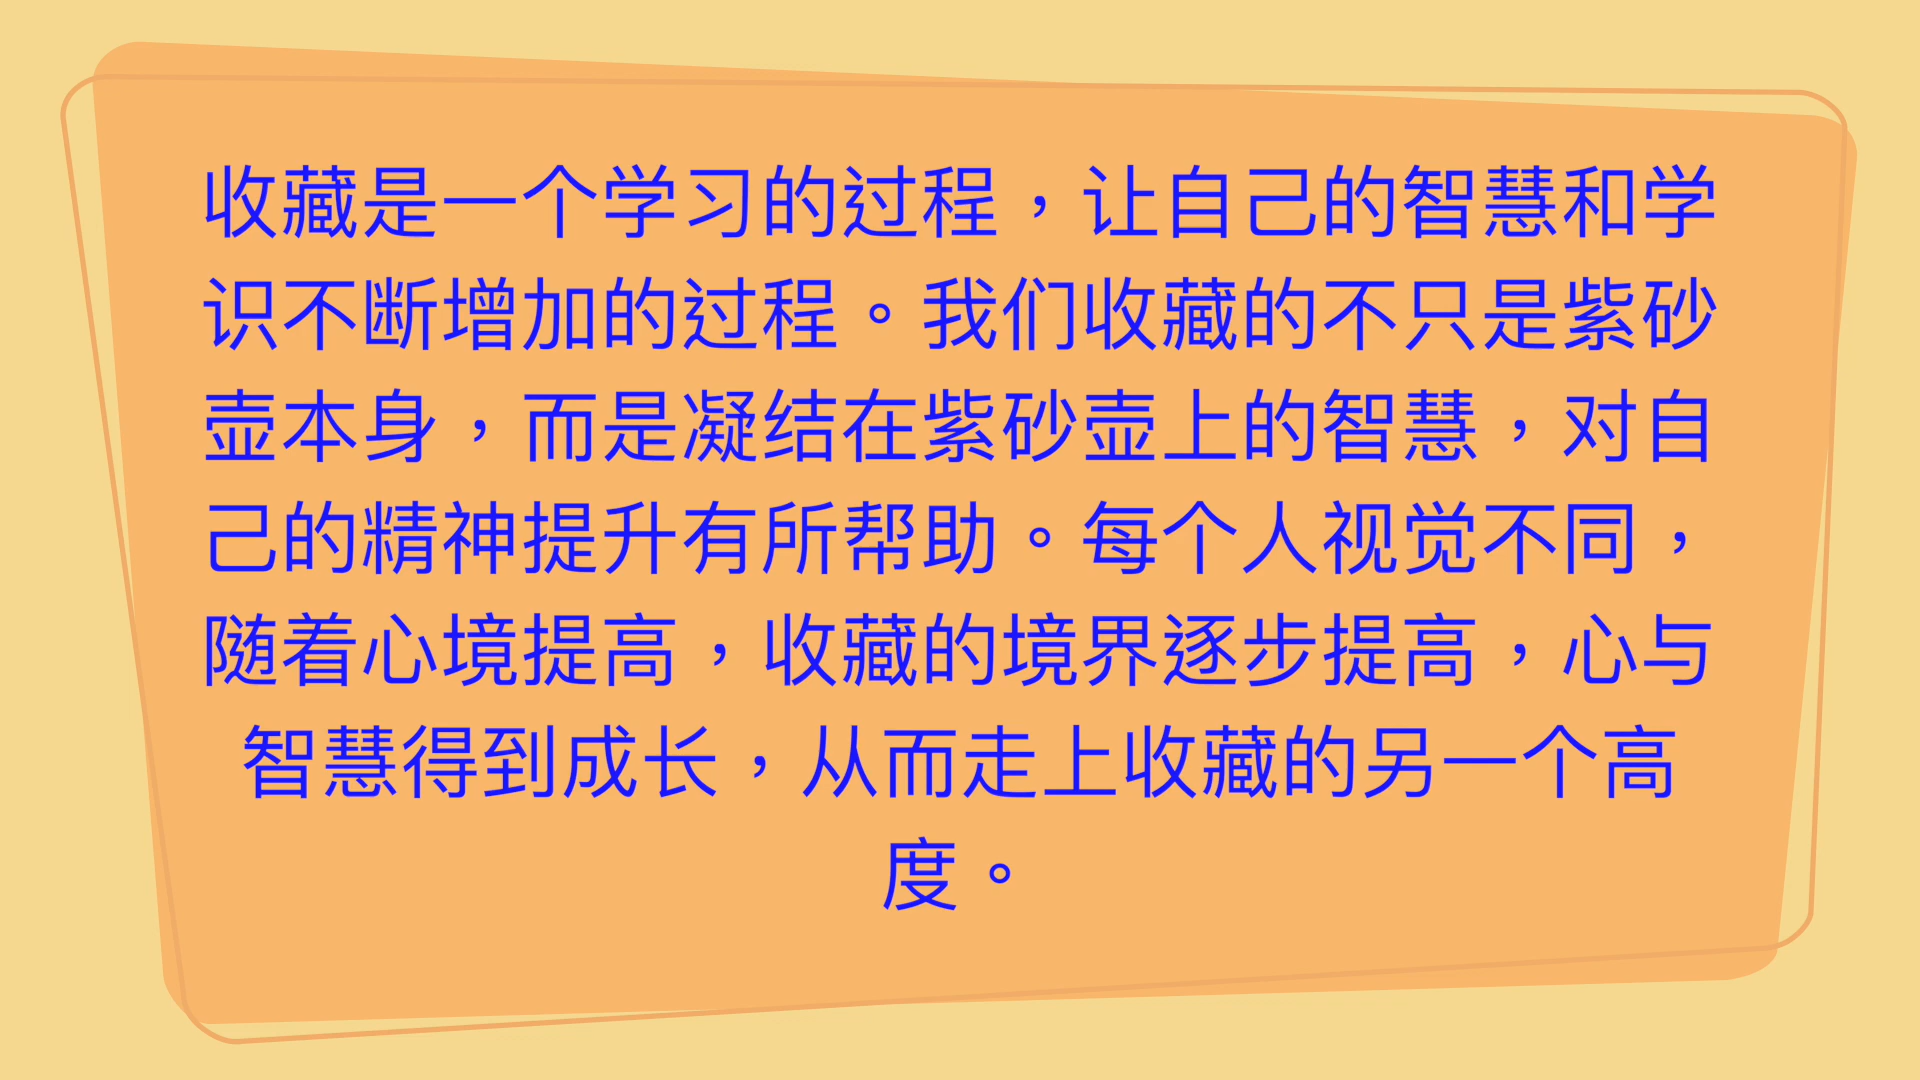 收藏是一个学习的过程，让自己的智慧和学
识不断增加的过程。我们收藏的不只是紫砂
壶本身，而是凝结在紫砂壶上的智慧，对自
己的精神提升有所帮助。每个人视觉不同，
随着心境提高，收藏的境界逐步提高，心与
智慧得到成长，从而走上收藏的另一个高
度。